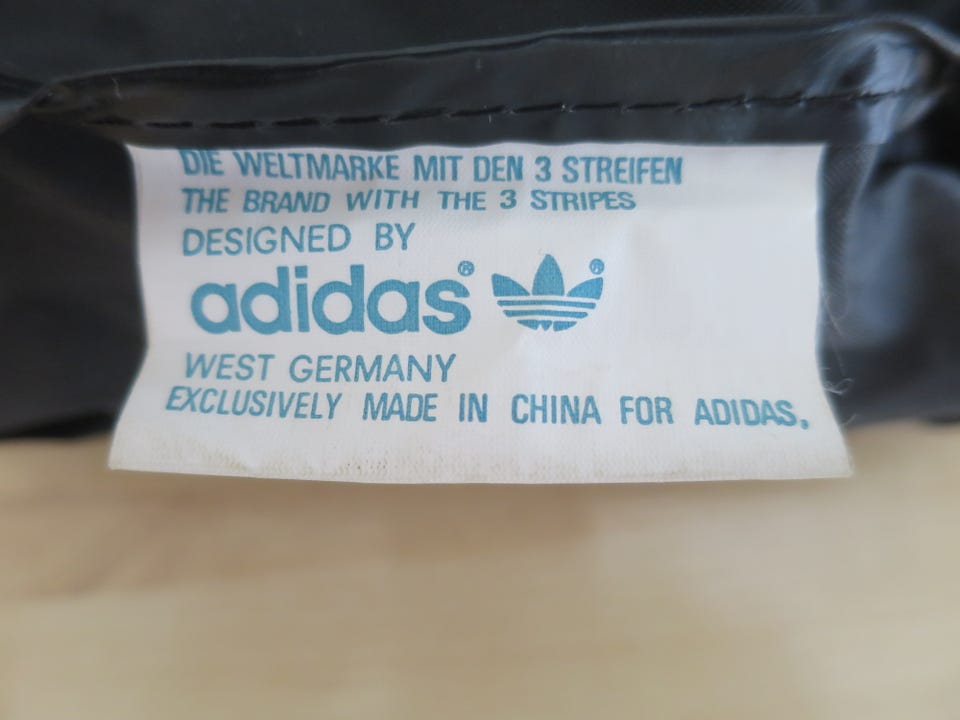 DIE WELTMARKE MIT DEN 3 STREIFEN
THE BRAND WITH THE 3 STRIPES
DESIGNED BY
adidas® ®
WEST GERMANY
EXCLUSIVELY MADE IN CHINA FOR ADIDAS,